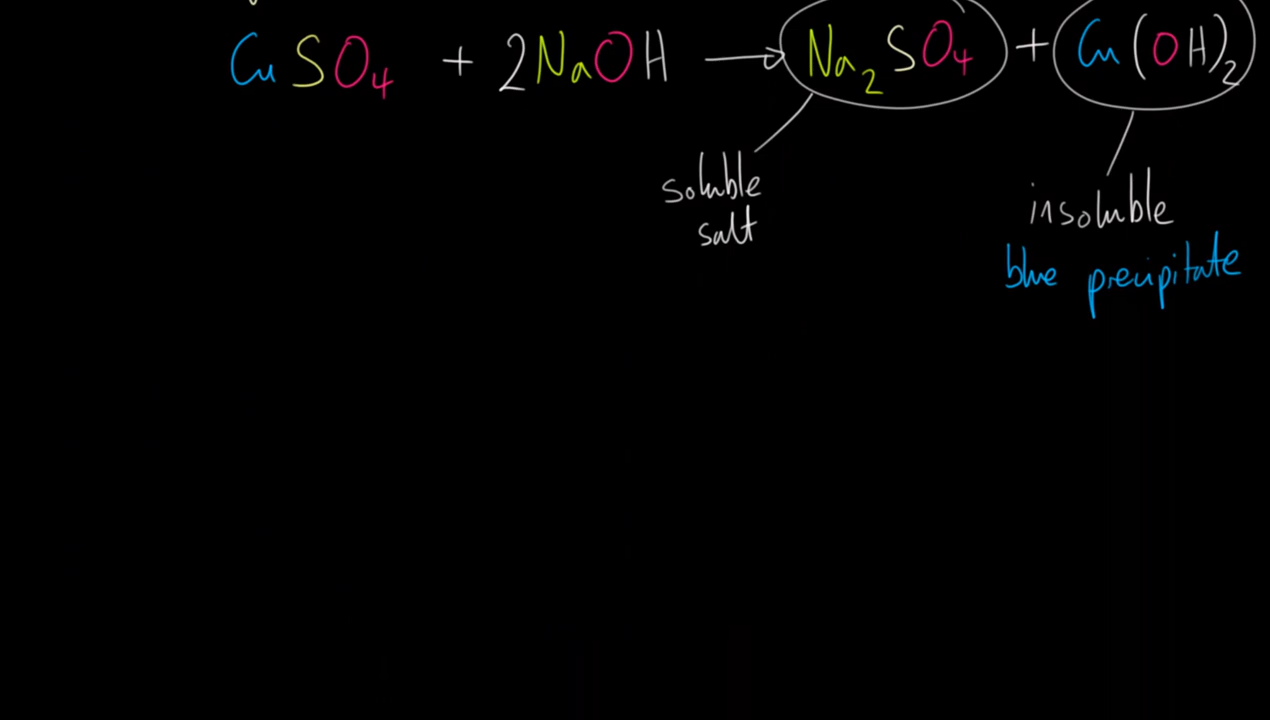 CuSO₄ + 2NaOH → Na₂SO₄ + Cu(OH)₂
soluble
salt
insoluble
blue precipitate